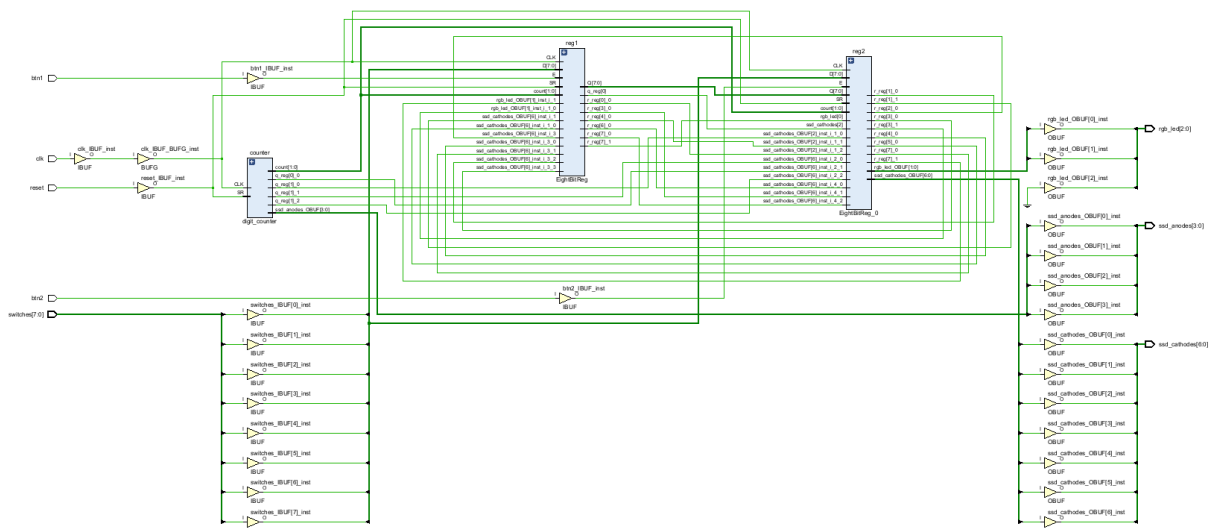 reg1
reg2
CLK
D[7:0]
E
SR
count[1:0]
rgb_led_OBUF[1]_inst_i_1
rgb_led_OBUF[1]_inst_i_1_0
ssd_cathodes_OBUF[6]_inst_i_1
ssd_cathodes_OBUF[6]_inst_i_1_0
ssd_cathodes_OBUF[6]_inst_i_3
ssd_cathodes_OBUF[6]_inst_i_3_0
ssd_cathodes_OBUF[6]_inst_i_3_1
ssd_cathodes_OBUF[6]_inst_i_3_2
ssd_cathodes_OBUF[6]_inst_i_3_3
Q[7:0]
q_reg[0]
r_reg[0]_0
r_reg[3]_0
r_reg[4]_0
r_reg[6]_0
r_reg[7]_0
r_reg[7]_1
EightBitReg
CLK
D[7:0]
E
Q[7:0]
SR
count[1:0]
rgb_led[0]
ssd_cathodes[2]
ssd_cathodes_OBUF[2]_inst_i_1_0
ssd_cathodes_OBUF[2]_inst_i_1_1
ssd_cathodes_OBUF[6]_inst_i_1_2
ssd_cathodes_OBUF[6]_inst_i_2_1
ssd_cathodes_OBUF[6]_inst_i_2_2
ssd_cathodes_OBUF[6]_inst_i_4_0
ssd_cathodes_OBUF[6]_inst_i_4_1
ssd_cathodes_OBUF[6]_inst_i_4_2
r_reg[1]_0
r_reg[1]_1
r_reg[2]_0
r_reg[3]_0
r_reg[3]_1
r_reg[4]_0
r_reg[5]_0
r_reg[7]_0
r_reg[7]_1
rgb_led_OBUF[1:0]
ssd_cathodes_OBUF[6:0]
EightBitReg_0
btn1
btn1_IBUF_inst
I
O
IBUF
clk
clk_IBUF_inst
I
O
IBUF
clk_IBUF_BUFG_inst
I
O
BUFG
reset
reset_IBUF_inst
I
O
IBUF
counter
CLK
SR
count[1:0]
q_reg[0]_0
q_reg[1]_0
q_reg[1]_1
q_reg[1]_2
ssd_anodes_OBUF[3:0]
digit_counter
btn2
btn2_IBUF_inst
I
O
IBUF
switches[7:0]
switches_IBUF[0]_inst
I
O
IBUF
switches_IBUF[1]_inst
I
O
IBUF
switches_IBUF[2]_inst
I
O
IBUF
switches_IBUF[3]_inst
I
O
IBUF
switches_IBUF[4]_inst
I
O
IBUF
switches_IBUF[5]_inst
I
O
IBUF
switches_IBUF[6]_inst
I
O
IBUF
switches_IBUF[7]_inst
I
O
IBUF
rgb_led_OBUF[0]_inst
I
O
OBUF
rgb_led[2:0]
rgb_led_OBUF[1]_inst
I
O
OBUF
rgb_led_OBUF[2]_inst
I
O
OBUF
ssd_anodes_OBUF[0]_inst
I
O
OBUF
ssd_anodes[3:0]
ssd_anodes_OBUF[1]_inst
I
O
OBUF
ssd_anodes_OBUF[2]_inst
I
O
OBUF
ssd_anodes_OBUF[3]_inst
I
O
OBUF
ssd_cathodes_OBUF[0]_inst
I
O
OBUF
ssd_cathodes[6:0]
ssd_cathodes_OBUF[1]_inst
I
O
OBUF
ssd_cathodes_OBUF[2]_inst
I
O
OBUF
ssd_cathodes_OBUF[3]_inst
I
O
OBUF
ssd_cathodes_OBUF[4]_inst
I
O
OBUF
ssd_cathodes_OBUF[5]_inst
I
O
OBUF
ssd_cathodes_OBUF[6]_inst
I
O
OBUF